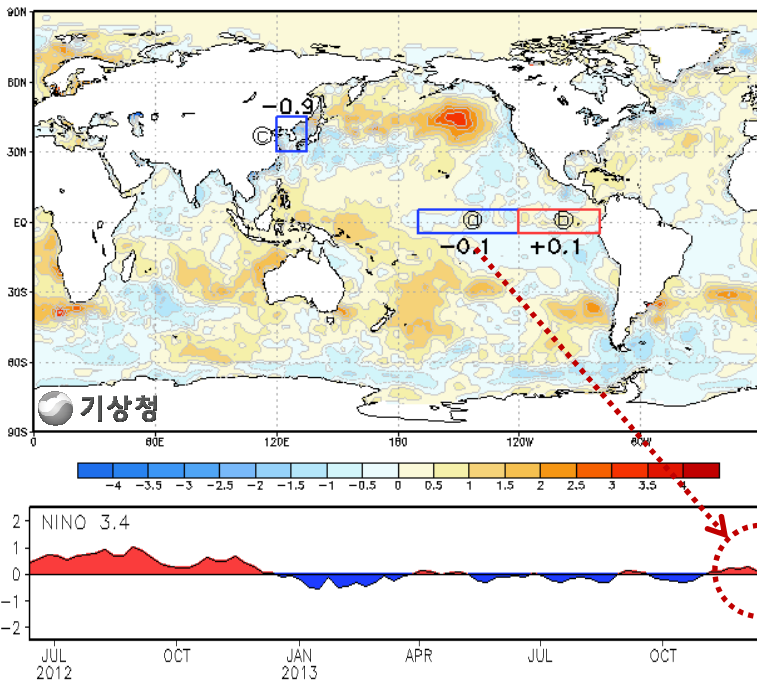 90N
60N
-0.9
30N
EQ
-0.1 +0.1
30S
60S
기상청
90S
0 60E 120E 180 120W 60W
-4 -3.5 -3 -2.5 -2 -1.5 -1 -0.5 0 0.5 1 1.5 2 2.5 3 3.5 4
NINO 3.4
2
1
0
-1
-2
JUL OCT JAN APR JUL OCT
2012 2013